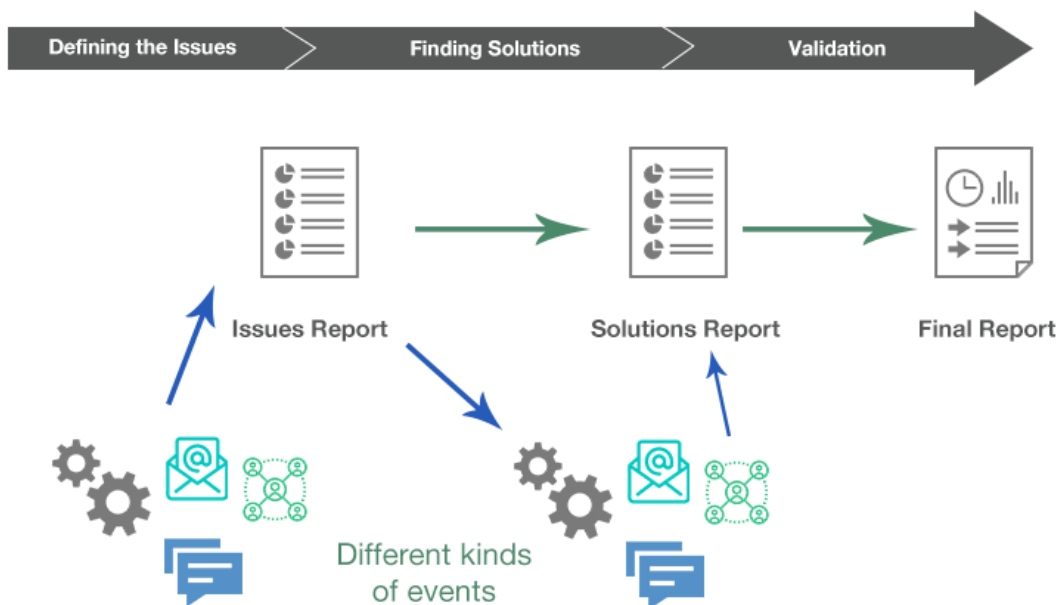 Defining the Issues
Finding Solutions
Validation
Issues Report
Solutions Report
Final Report
Different kinds
of events